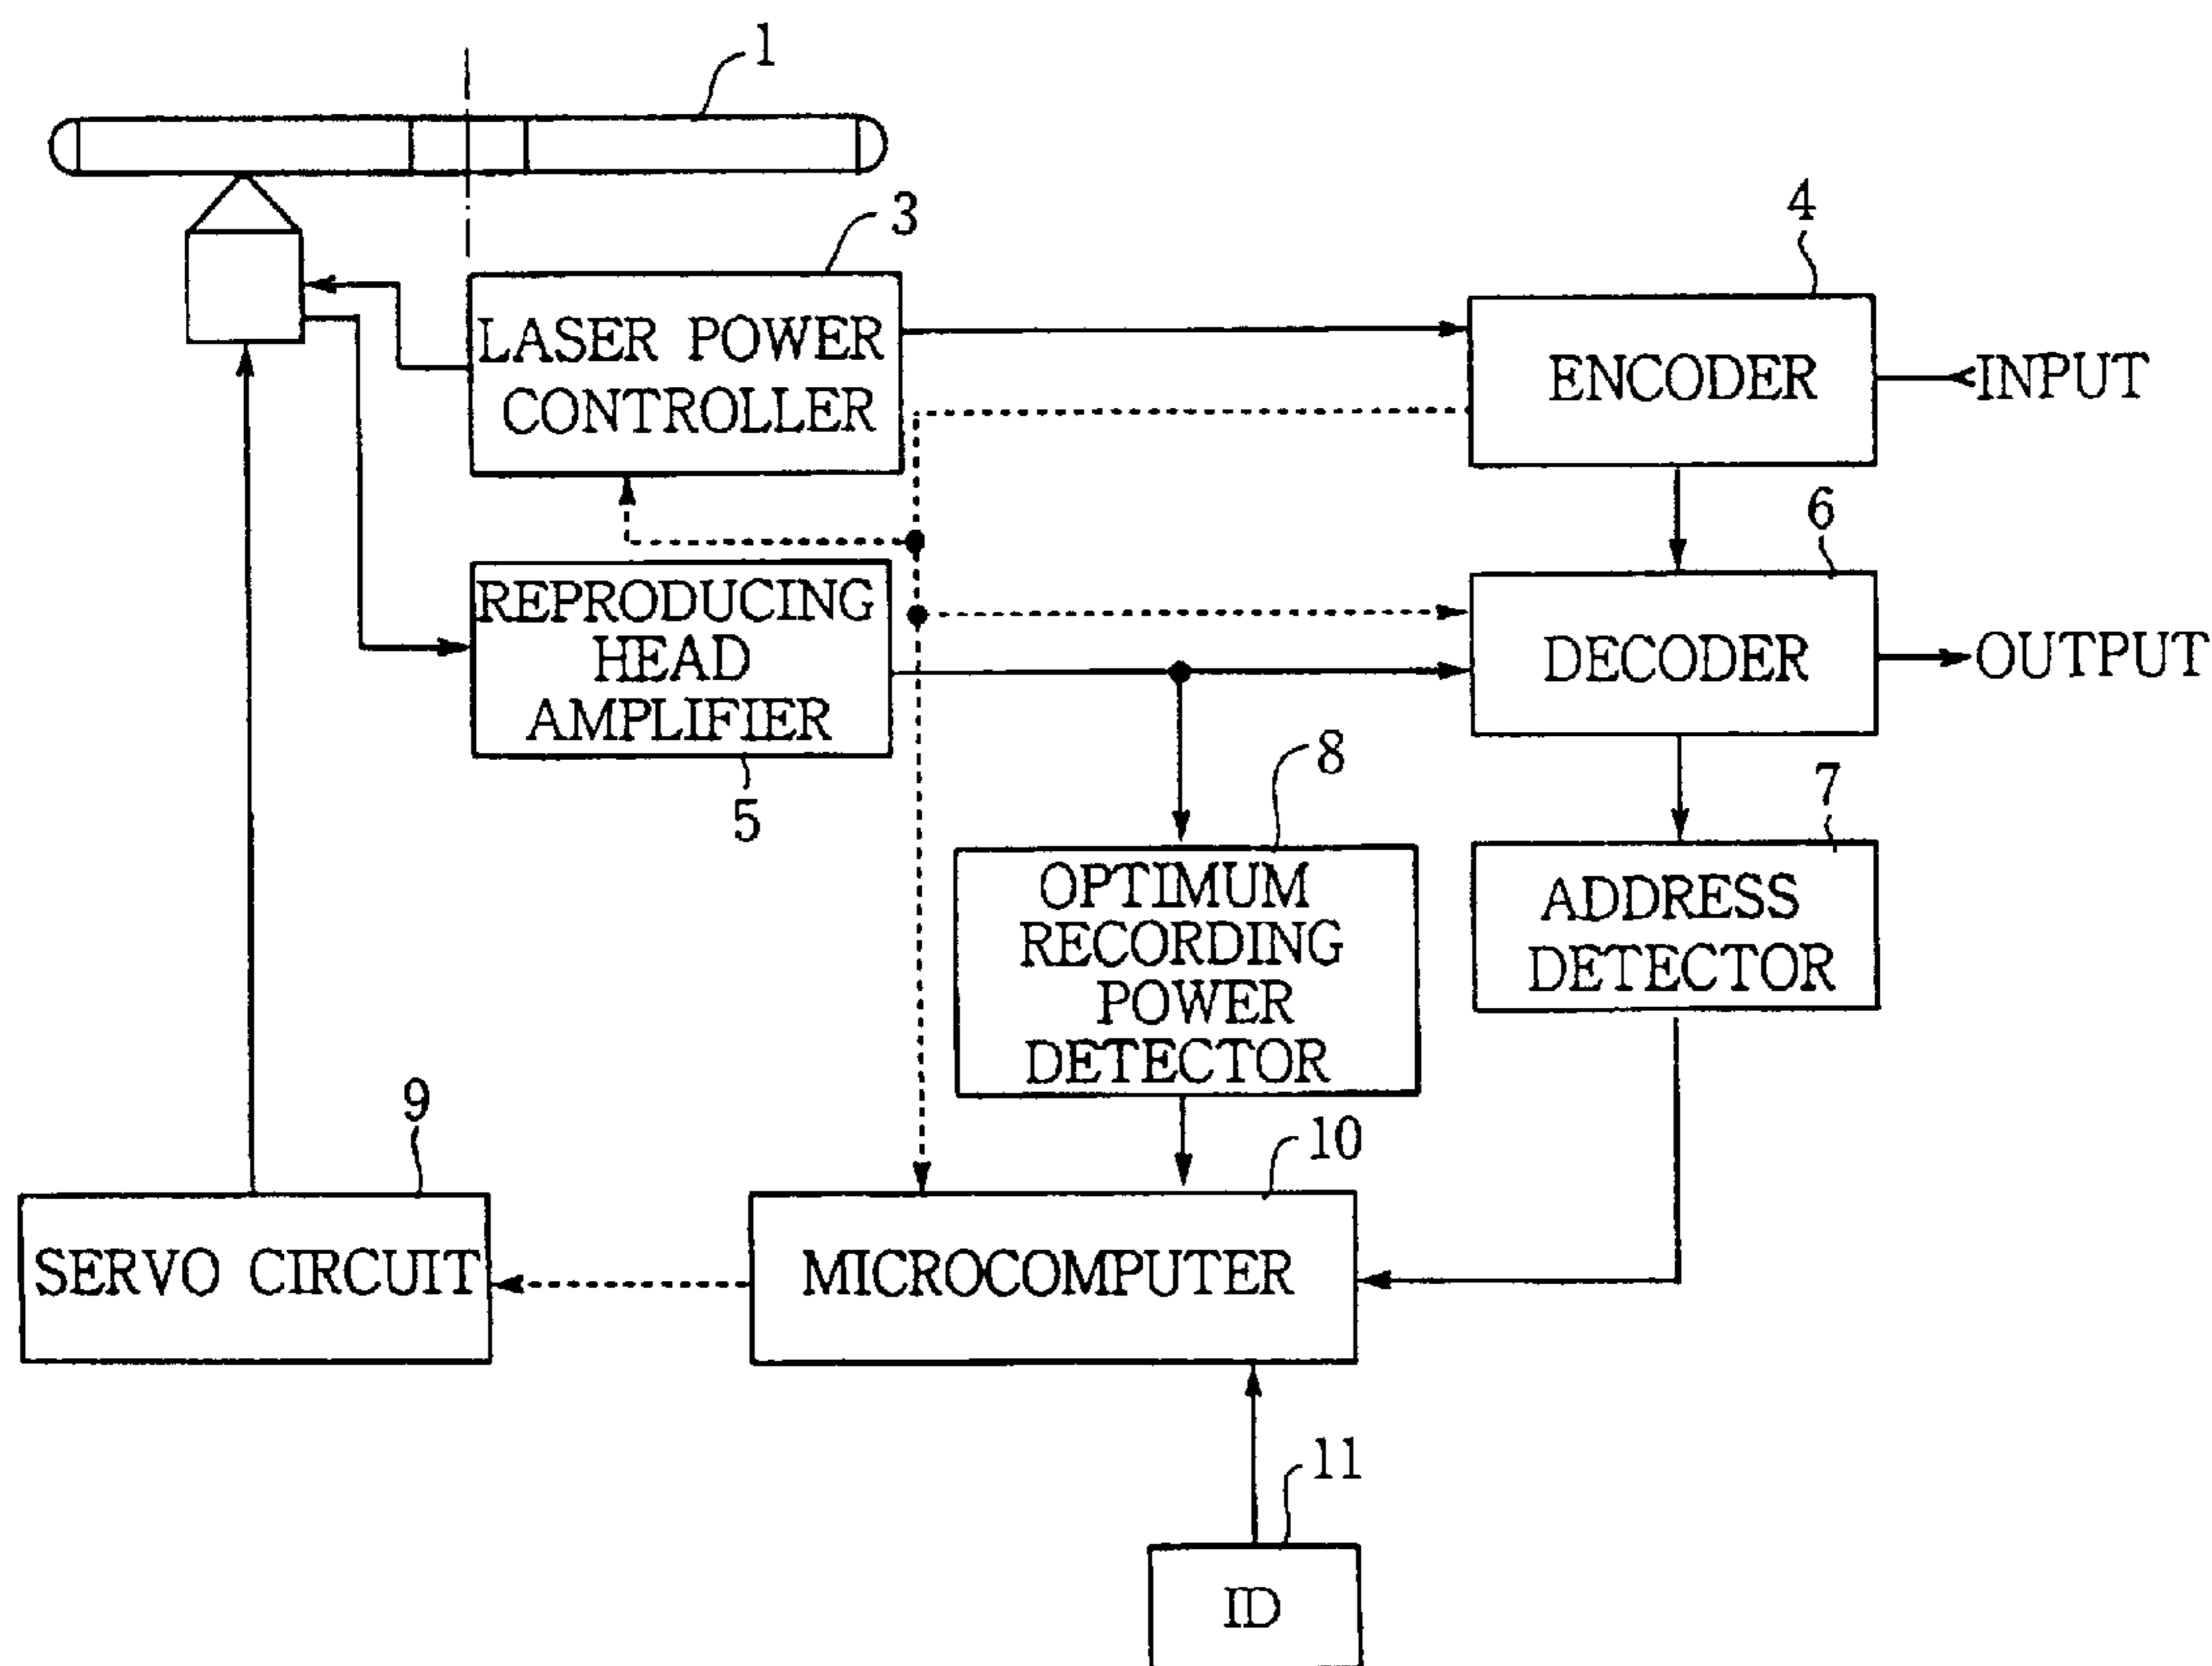 1
3
LASER POWER
CONTROLLER
4
ENCODER
INPUT
REPRODUCING
HEAD
AMPLIFIER
5
6
DECODER
OUTPUT
8
OPTIMUM
RECORDING
POWER
DETECTOR
7
ADDRESS
DETECTOR
9
SERVO CIRCUIT
10
MICROCOMPUTER
11
ID